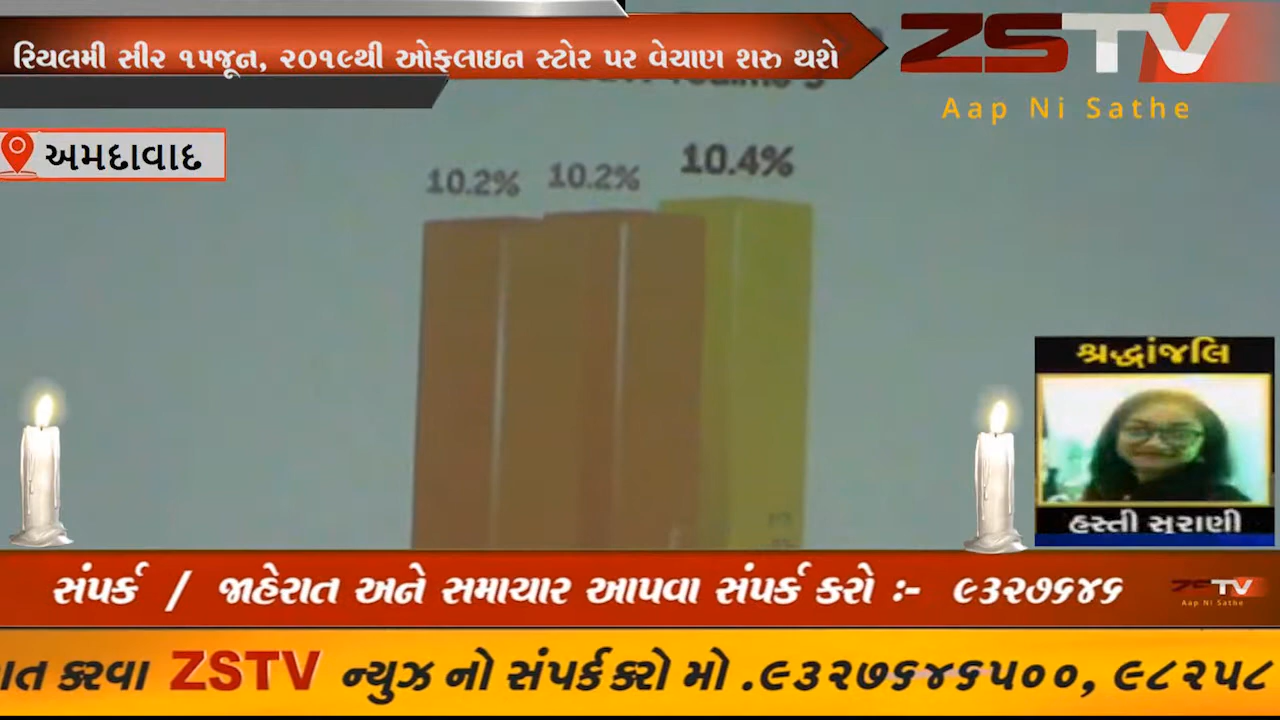 રિયલમી સીર ૧૫જૂન, ૨૦૧૯થી ઓફલાઇન સ્ટોર પર વેચાણ શરુ થશે
ZSTV
Aap Ni Sathe
અમદાવાદ
10.2% 10.2% 10.4%
શ્રદ્ધાંજલિ
હસ્તી સુરાણી
સંપર્ક / જાહેરાત અને સમાચાર આપવા સંપર્ક કરો :- ૯૩૨૭૬૪૬
ZSTV
Aap Ni Sathe
કરવા ZSTV ન્યુઝ નો સંપર્ક કરો મો .૯૩૨૭૬૪૬૫૦૦, ૯૮૨૫૮